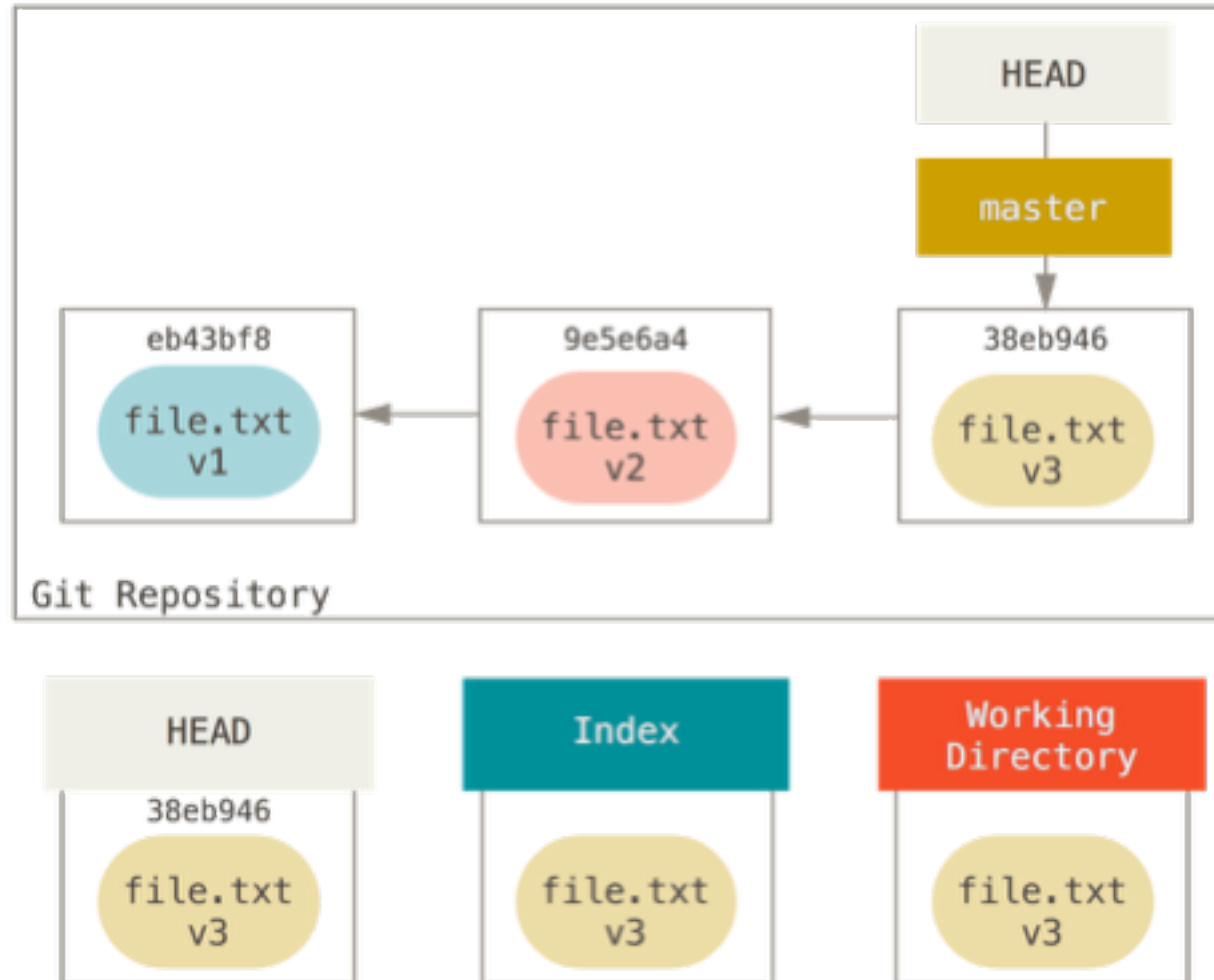 HEAD
master
eb43bf8
9e5e6a4
38eb946
file.txt
v1
file.txt
v2
file.txt
v3
Git Repository
HEAD
Index
Working
Directory
38eb946
file.txt
v3
file.txt
v3
file.txt
v3